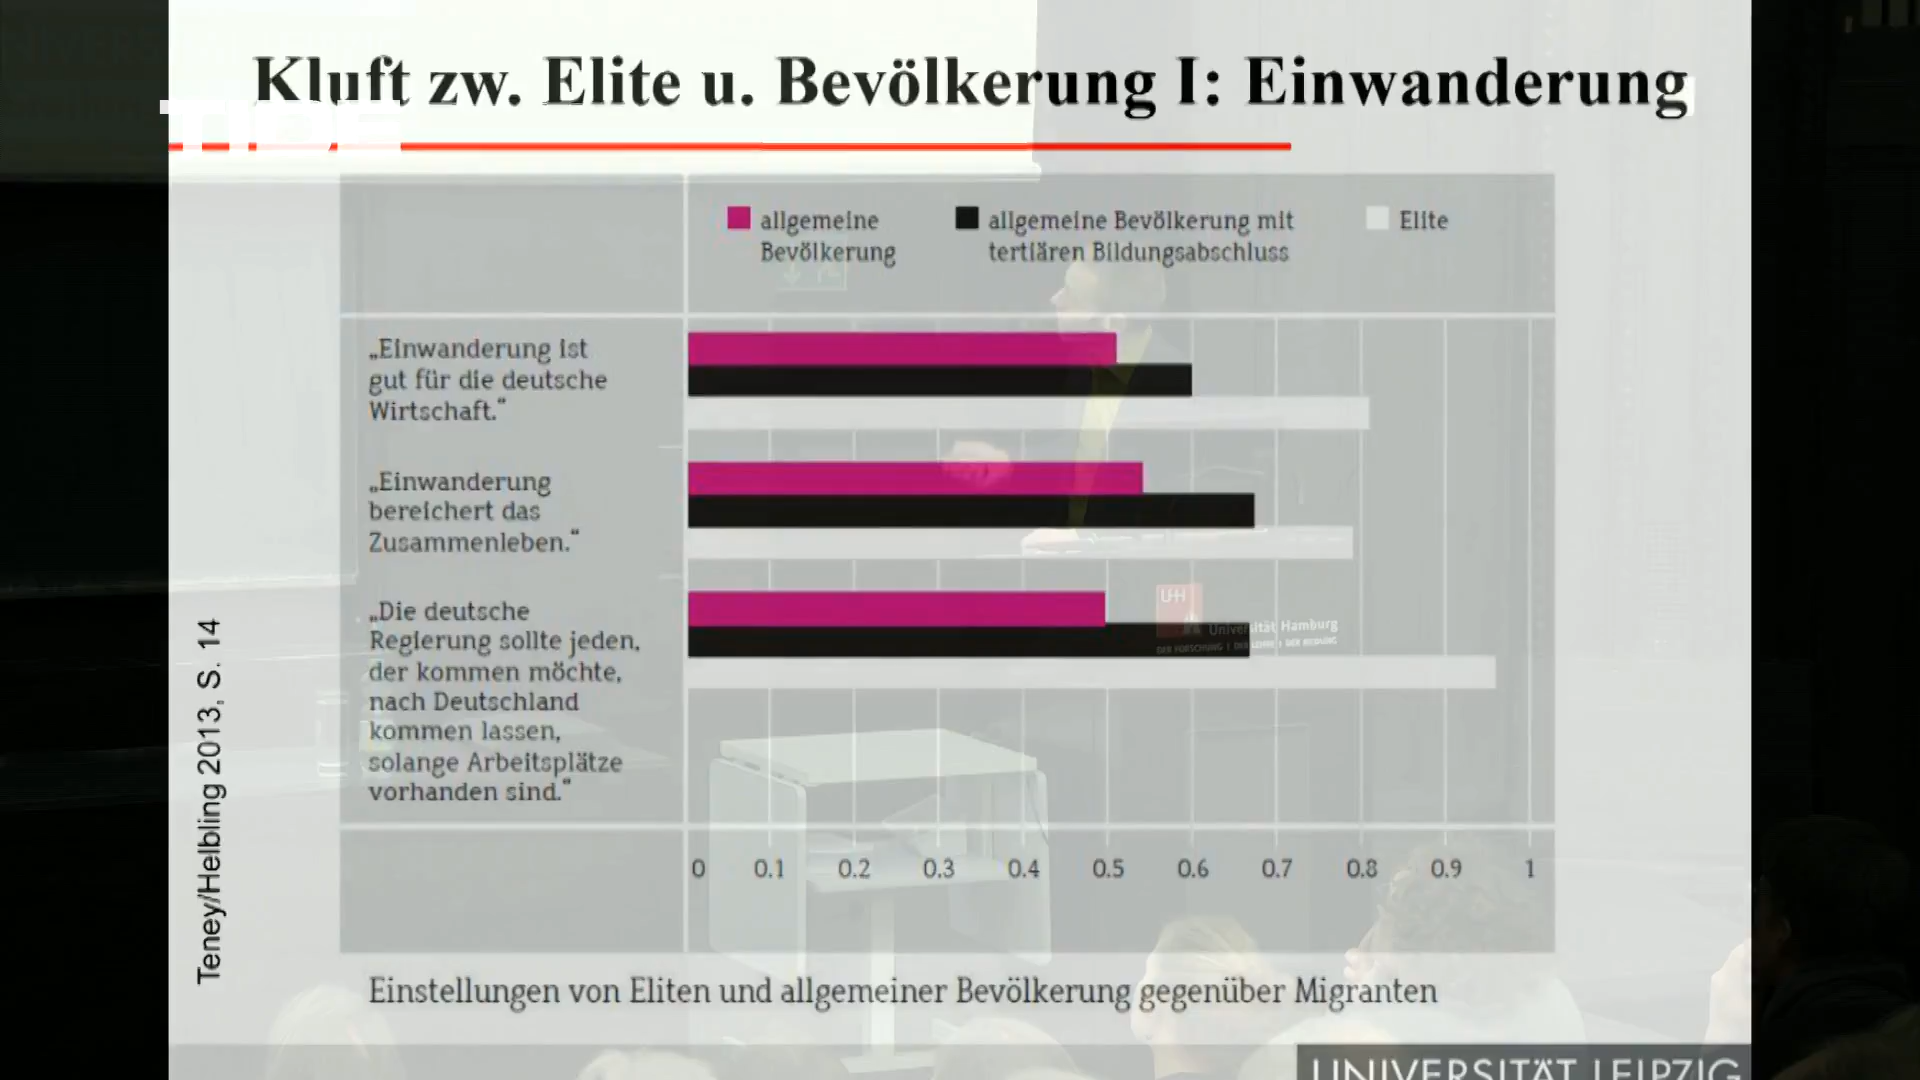 Kluft zw. Elite u. Bevölkerung I: Einwanderung
TIDE
allgemeine
Bevölkerung
allgemeine Bevölkerung mit
tertiären Bildungsabschluss
Elite
„Einwanderung ist
gut für die deutsche
Wirtschaft.“
„Einwanderung
bereichert das
Zusammenleben.“
„Die deutsche
Regierung sollte jeden,
der kommen möchte,
nach Deutschland
kommen lassen,
solange Arbeitsplätze
vorhanden sind.“
UHH
Universität Hamburg
DER FORSCHUNG | DER LEHRE | DER BILDUNG
0 0.1 0.2 0.3 0.4 0.5 0.6 0.7 0.8 0.9 1
Teney/Helbling 2013, S. 14
Einstellungen von Eliten und allgemeiner Bevölkerung gegenüber Migranten
UNIVERSITÄT LEIPZIG